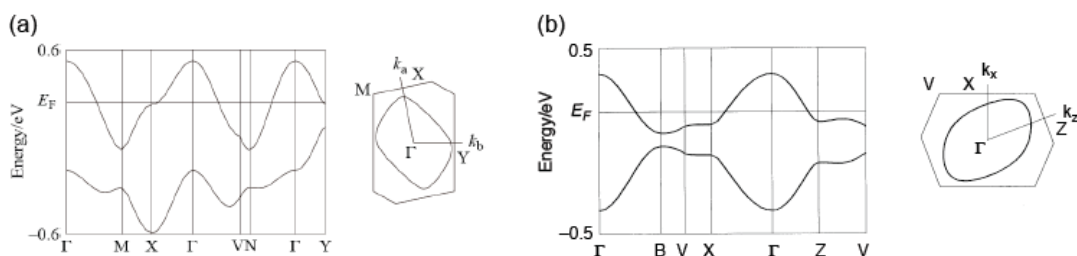 (a)
0.6
E_F
Energy/eV
−0.6
Γ M X Γ V N Γ Y
k_a
X
M
Γ
k_b
Y
(b)
0.5
E_F
Energy/eV
−0.5
Γ B V X Γ Z V
V X k_x
k_z
Z
Γ